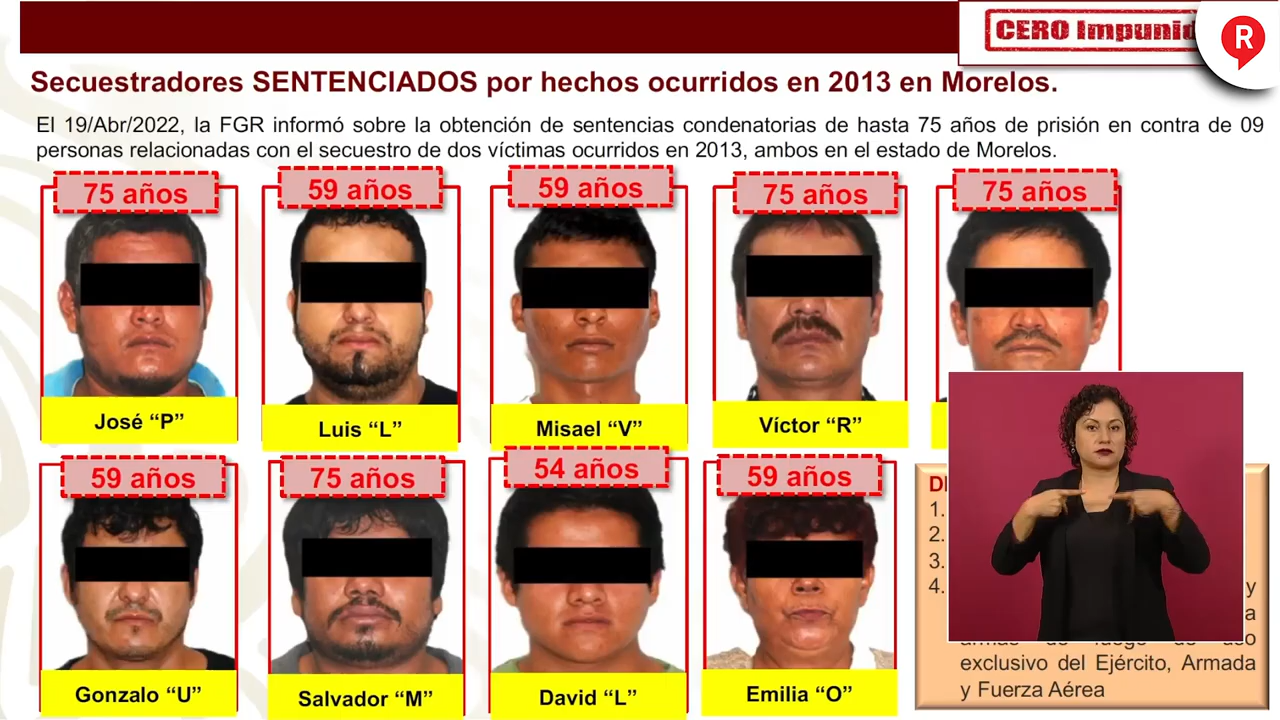 CERO Impunid
R
Secuestradores SENTENCIADOS por hechos ocurridos en 2013 en Morelos.
El 19/Abr/2022, la FGR informó sobre la obtención de sentencias condenatorias de hasta 75 años de prisión en contra de 09
personas relacionadas con el secuestro de dos víctimas ocurridos en 2013, ambos en el estado de Morelos.
75 años
59 años
59 años
75 años
75 años
José “P”
Luis “L”
Misael “V”
Víctor “R”
59 años
75 años
54 años
59 años
Gonzalo “U”
Salvador “M”
David “L”
Emilia “O”
1.
2.
3.
4.
y
a
exclusivo del Ejército, Armada
y Fuerza Aérea